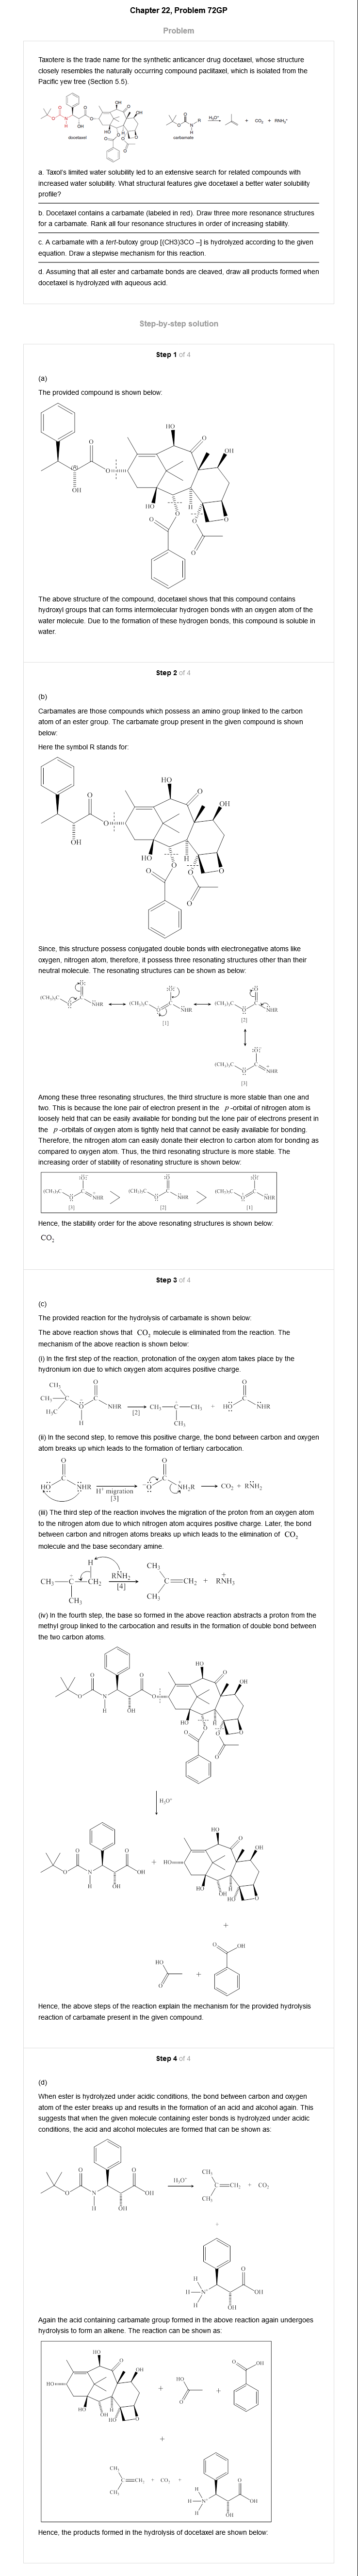 Chapter 22, Problem 72GP
Problem
Taxotere is the trade name for the synthetic anticancer drug docetaxel, whose structure
closely resembles the naturally occurring compound paclitaxel, which is isolated from the
Pacific yew tree (Section 5.5).
docetaxel
carbamate
a. Taxol's limited water solubility led to an extensive search for related compounds with
increased water solubility. What structural features give docetaxel a better water solubility
profile?
b. Docetaxel contains a carbamate (labeled in red). Draw three more resonance structures
for a carbamate. Rank all four resonance structures in order of increasing stability.
c. A carbamate with a tert-butoxy group [(CH3)3CO –] is hydrolyzed according to the given
equation. Draw a stepwise mechanism for this reaction.
d. Assuming that all ester and carbamate bonds are cleaved, draw all products formed when
docetaxel is hydrolyzed with aqueous acid.
Step-by-step solution
Step 1 of 4
(a)
The provided compound is shown below:
The above structure of the compound, docetaxel shows that this compound contains
hydroxyl groups that can forms intermolecular hydrogen bonds with an oxygen atom of the
water molecule. Due to the formation of these hydrogen bonds, this compound is soluble in
water.
Step 2 of 4
(b)
Carbamates are those compounds which possess an amino group linked to the carbon
atom of an ester group. The carbamate group present in the given compound is shown
below:
Here the symbol R stands for:
Since, this structure possess conjugated double bonds with electronegative atoms like
oxygen, nitrogen atom, therefore, it possess three resonating structures other than their
neutral molecule. The resonating structures can be shown as below:
[1]
[2]
[3]
Among these three resonating structures, the third structure is more stable than one and
two. This is because the lone pair of electron present in the p -orbital of nitrogen atom is
loosely held that can be easily available for bonding but the lone pair of electrons present in
the p -orbitals of oxygen atom is tightly held that cannot be easily available for bonding.
Therefore, the nitrogen atom can easily donate their electron to carbon atom for bonding as
compared to oxygen atom. Thus, the third resonating structure is more stable. The
increasing order of stability of resonating structure is shown below:
[3] > [2] > [1]
Hence, the stability order for the above resonating structures is shown below:
CO₂
Step 3 of 4
(c)
The provided reaction for the hydrolysis of carbamate is shown below:
The above reaction shows that CO₂ molecule is eliminated from the reaction. The
mechanism of the above reaction is shown below:
(i) In the first step of the reaction, protonation of the oxygen atom takes place by the
hydronium ion due to which oxygen atom acquires positive charge.
[2]
(ii) In the second step, to remove this positive charge, the bond between carbon and oxygen
atom breaks up which leads to the formation of tertiary carbocation.
H⁺ migration
[3]
(iii) The third step of the reaction involves the migration of the proton from an oxygen atom
to the nitrogen atom due to which nitrogen atom acquires positive charge. Later, the bond
between carbon and nitrogen atoms breaks up which leads to the elimination of CO₂
molecule and the base secondary amine.
[4]
(iv) In the fourth step, the base so formed in the above reaction abstracts a proton from the
methyl group linked to the carbocation and results in the formation of double bond between
the two carbon atoms.
H₃O⁺
Hence, the above steps of the reaction explain the mechanism for the provided hydrolysis
reaction of carbamate present in the given compound.
Step 4 of 4
(d)
When ester is hydrolyzed under acidic conditions, the bond between carbon and oxygen
atom of the ester breaks up and results in the formation of an acid and alcohol again. This
suggests that when the given molecule containing ester bonds is hydrolyzed under acidic
conditions, the acid and alcohol molecules are formed that can be shown as:
H₃O⁺
Again the acid containing carbamate group formed in the above reaction again undergoes
hydrolysis to form an alkene. The reaction can be shown as:
Hence, the products formed in the hydrolysis of docetaxel are shown below: